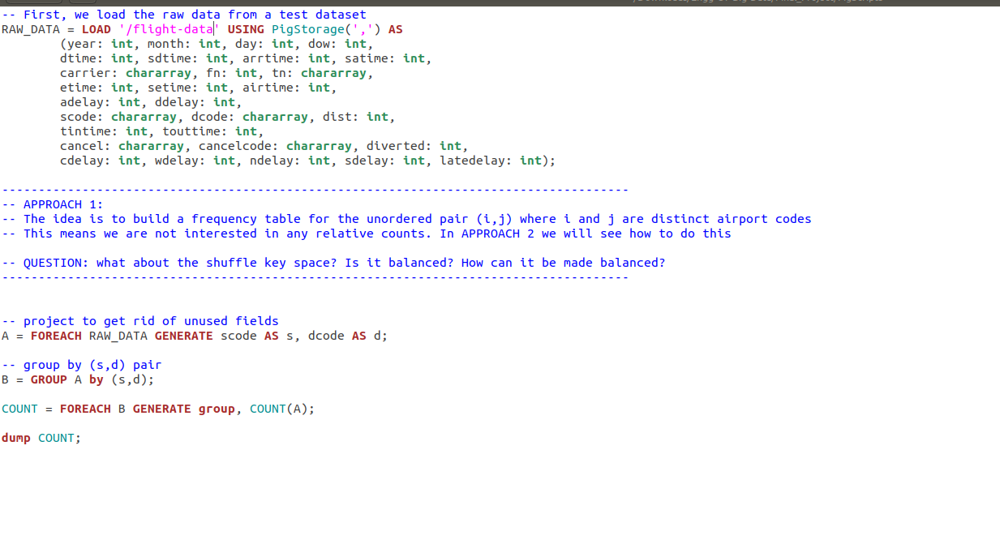 -- First, we load the raw data from a test dataset
RAW_DATA = LOAD '/flight-data' USING PigStorage(',') AS
(year: int, month: int, day: int, dow: int,
dtime: int, sdtime: int, arrtime: int, satime: int,
carrier: chararray, fn: int, tn: chararray,
etime: int, setime: int, airtime: int,
adelay: int, ddelay: int,
scode: chararray, dcode: chararray, dist: int,
tintime: int, touttime: int,
cancel: chararray, cancelcode: chararray, diverted: int,
cdelay: int, wdelay: int, ndelay: int, sdelay: int, latedelay: int);
--------------------------------------------------------------------------------------
-- APPROACH 1:
-- The idea is to build a frequency table for the unordered pair (i,j) where i and j are distinct airport codes
-- This means we are not interested in any relative counts. In APPROACH 2 we will see how to do this
-- QUESTION: what about the shuffle key space? Is it balanced? How can it be made balanced?
--------------------------------------------------------------------------------------
-- project to get rid of unused fields
A = FOREACH RAW_DATA GENERATE scode AS s, dcode AS d;
-- group by (s,d) pair
B = GROUP A by (s,d);
COUNT = FOREACH B GENERATE group, COUNT(A);
dump COUNT;